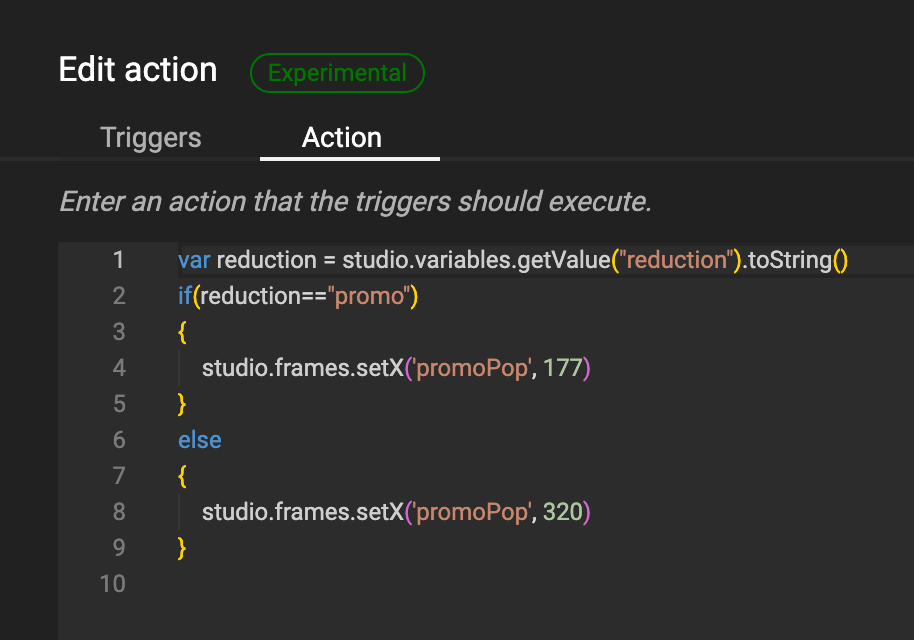 Edit action Experimental
Triggers Action
Enter an action that the triggers should execute.
1 var reduction = studio.variables.getValue("reduction").toString()
2 if(reduction=="promo")
3 {
4 studio.frames.setX('promoPop', 177)
5 }
6 else
7 {
8 studio.frames.setX('promoPop', 320)
9 }
10